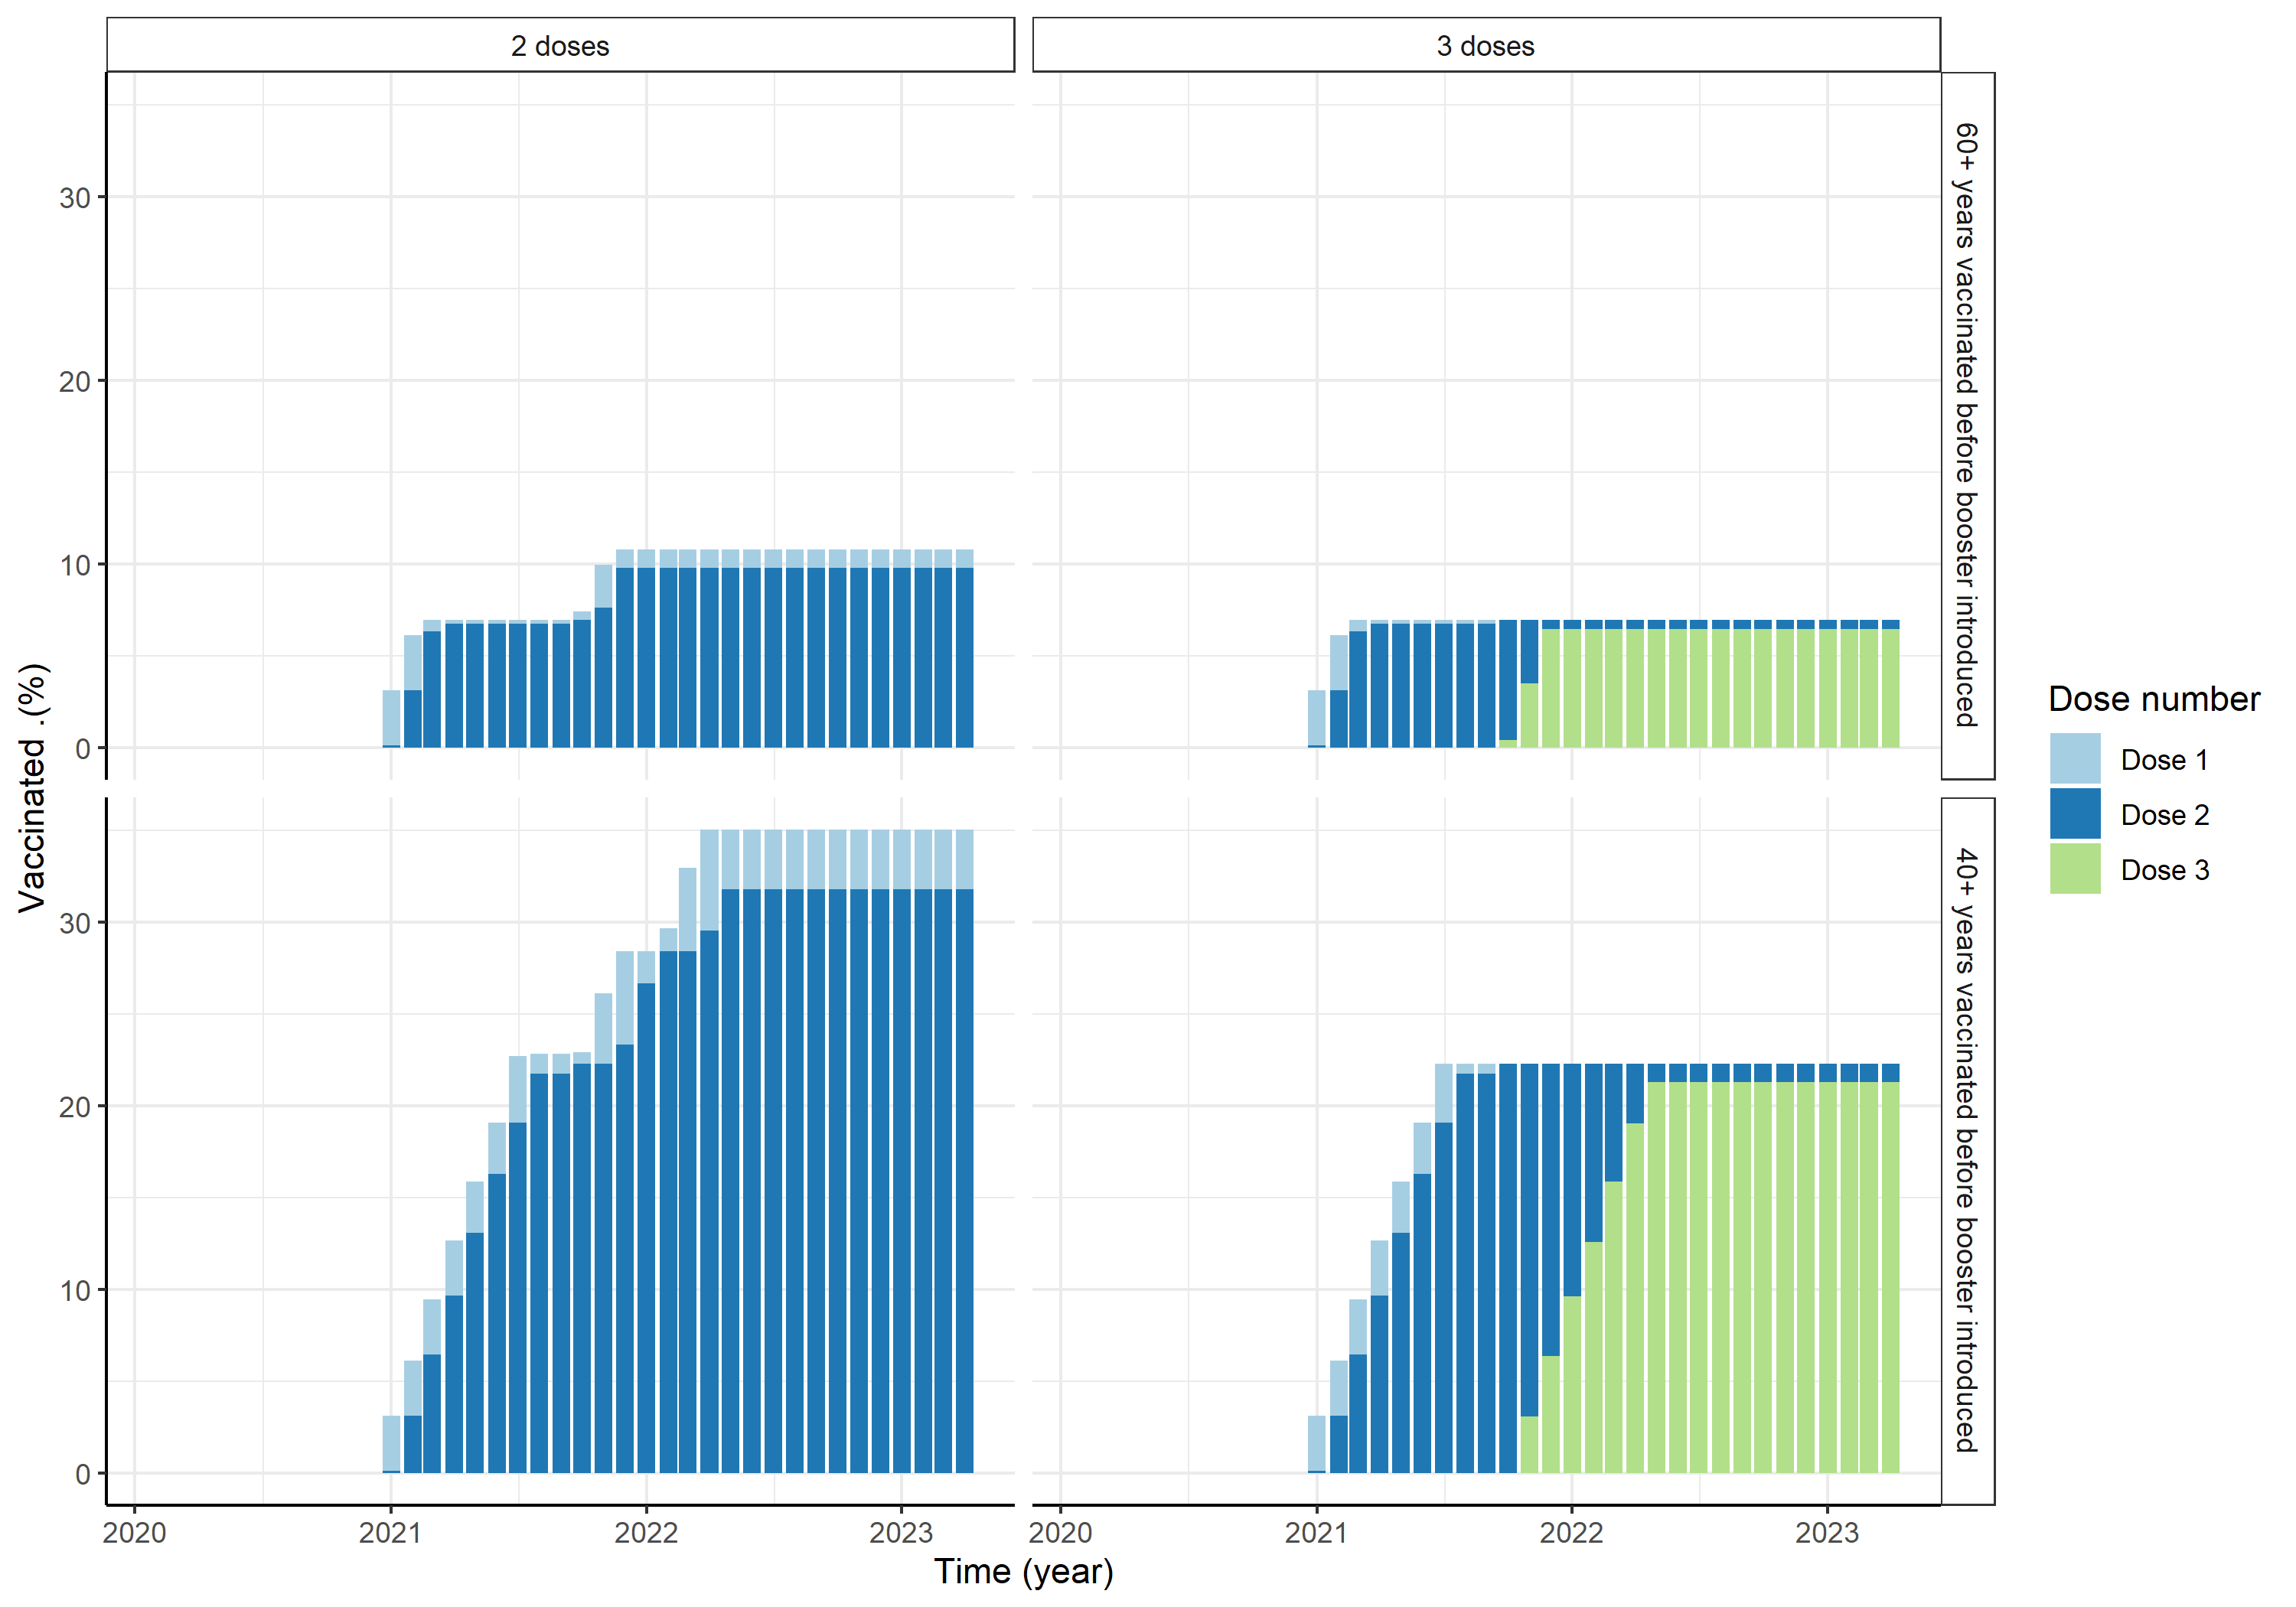 2 doses
3 doses
60+ years vaccinated before booster introduced
30
20
10
0
Vaccinated .(%)
40+ years vaccinated before booster introduced
30
20
10
0
2020
2021
2022
2023
2020
2021
2022
2023
Time (year)
Dose number
Dose 1
Dose 2
Dose 3